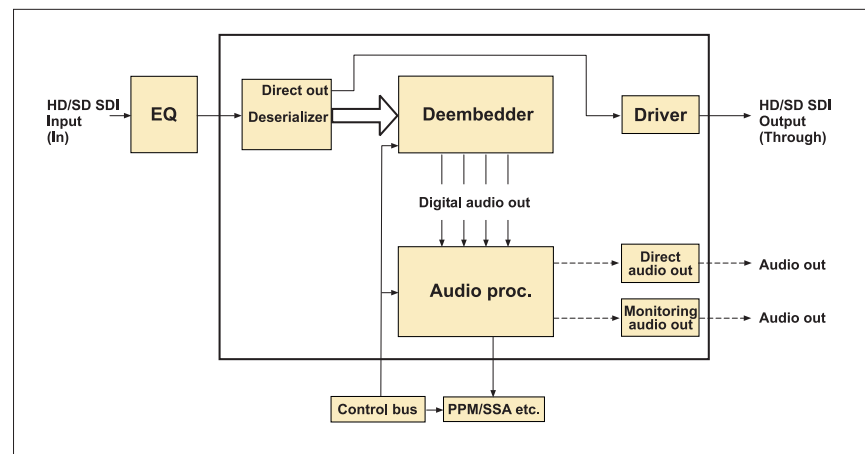 HD/SD SDI
Input
(In)
EQ
Direct out
Deserializer
Deembedder
Driver
HD/SD SDI
Output
(Through)
Digital audio out
Audio proc.
Direct
audio out
Audio out
Monitoring
audio out
Audio out
Control bus
PPM/SSA etc.